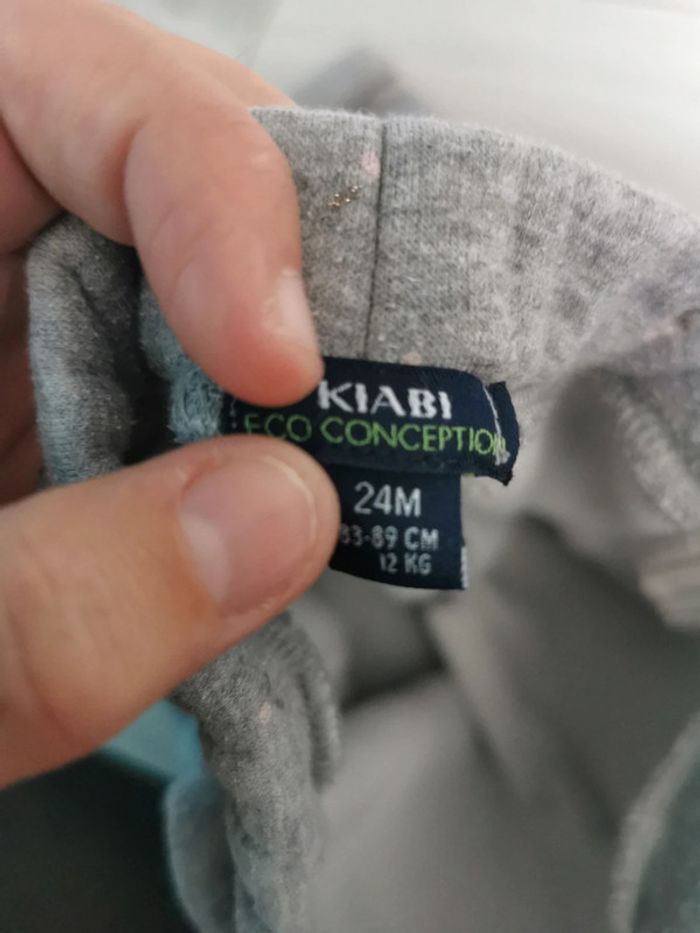 KIABI
ECO CONCEPTION
24M
83-89 CM
12 KG